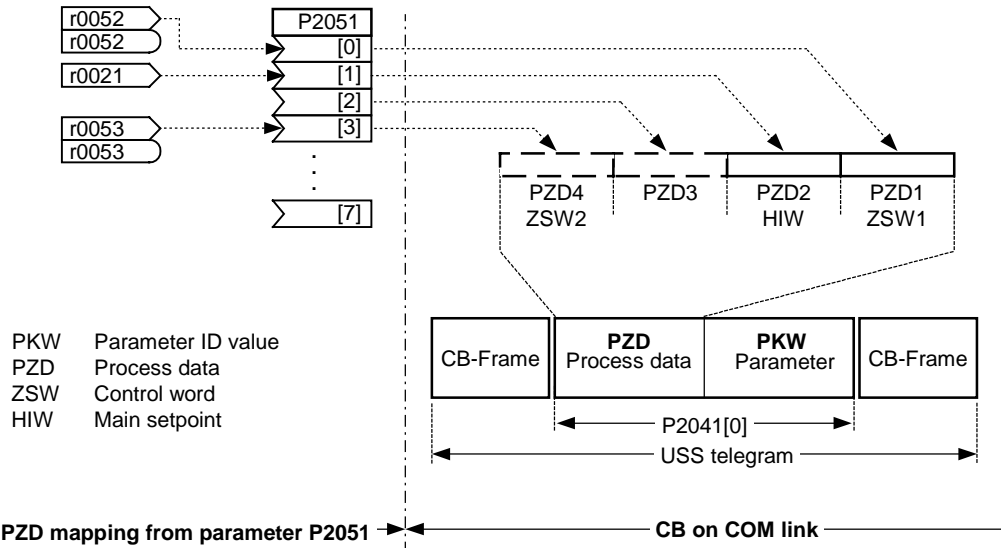 r0052
r0052
P2051
[0]
r0021
[1]
[2]
r0053
r0053
[3]
[7]
PZD4
ZSW2
PZD3
PZD2
HIW
PZD1
ZSW1
PKW Parameter ID value
PZD Process data
ZSW Control word
HIW Main setpoint
CB-Frame
PZD
Process data
PKW
Parameter
CB-Frame
P2041[0]
USS telegram
PZD mapping from parameter P2051
CB on COM link